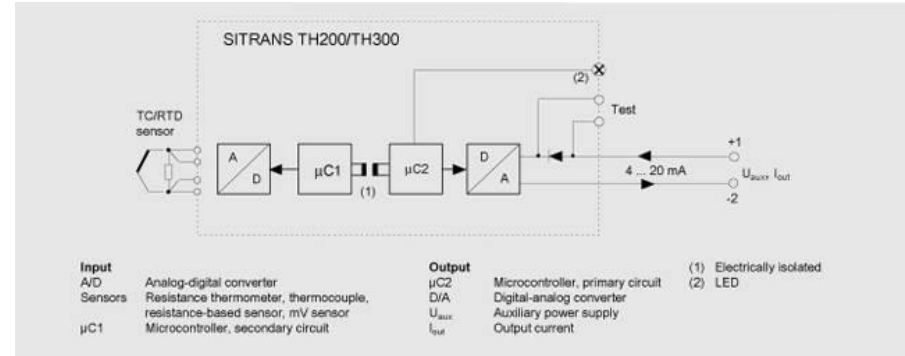 SITRANS TH200/TH300
(2)
Test
TC/RTD
sensor
A
D
µC1
(1)
µC2
D
A
+1
4 ... 20 mA
Uaux, Iout
-2
Input
A/D Analog-digital converter
Sensors Resistance thermometer, thermocouple,
resistance-based sensor, mV sensor
µC1 Microcontroller, secondary circuit
Output
µC2 Microcontroller, primary circuit
D/A Digital-analog converter
Uaux Auxiliary power supply
Iout Output current
(1) Electrically isolated
(2) LED